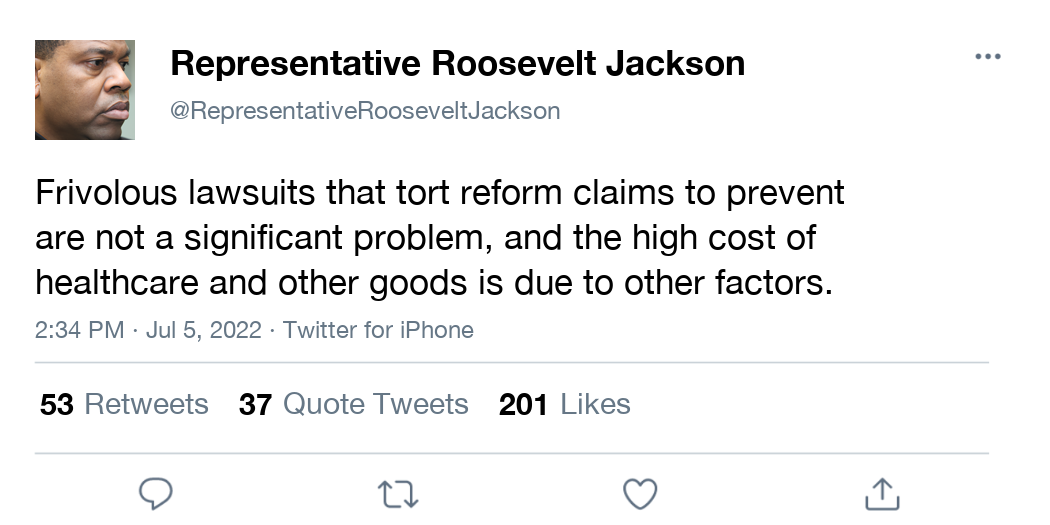 Representative Roosevelt Jackson
@RepresentativeRooseveltJackson
Frivolous lawsuits that tort reform claims to prevent
are not a significant problem, and the high cost of
healthcare and other goods is due to other factors.
2:34 PM · Jul 5, 2022 · Twitter for iPhone
53 Retweets 37 Quote Tweets 201 Likes